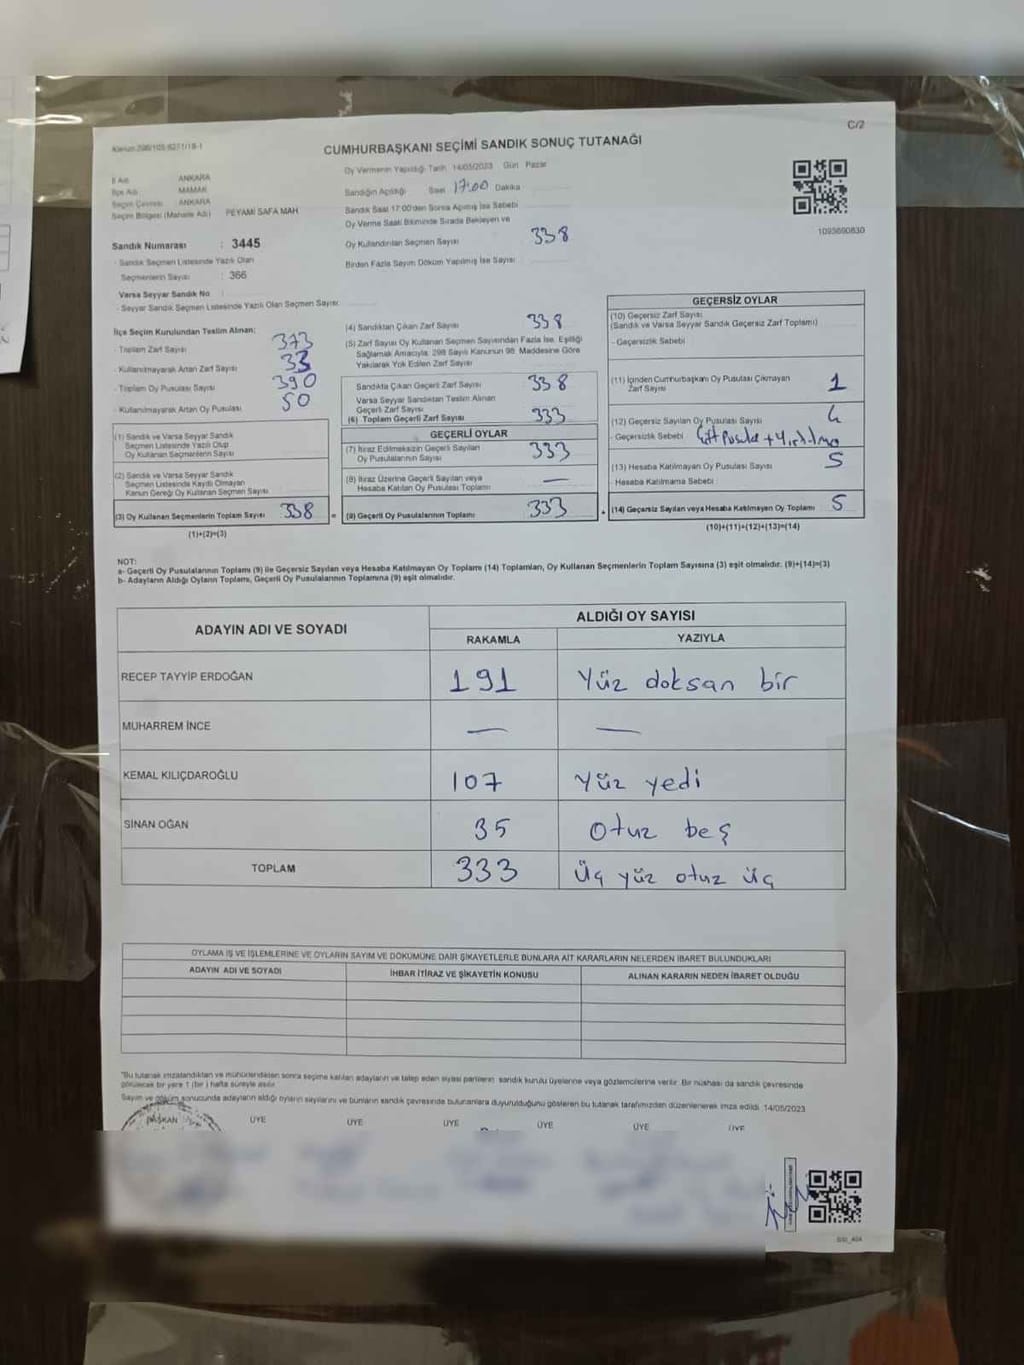 C/2
CUMHURBAŞKANI SEÇİMİ SANDIK SONUÇ TUTANAĞI
İl Adı ANKARA
İlçe Adı MAMAK
Seçim Çevresi ANKARA
Seçim Bölgesi (Mahalle Adı) PEYAMİ SAFA MAH
Sandık Numarası : 3445
- Sandık Seçmen Listesinde Yazılı Olan
Seçmenlerin Sayısı : 366
Varsa Seyyar Sandık No
- Seyyar Sandık Seçmen Listesinde Yazılı Olan Seçmen Sayısı
Oy Vermenin Yapıldığı Tarih 14/05/2023 Gün Pazar
Sandığın Açıldığı Saat 17:00 Dakika
Sandık Saat 17:00'den Sonra Açılmış İse Sebebi
Oy Verme Saati Bitiminde Sırada Bekleyen ve
Oy Kullandırılan Seçmen Sayısı 338
Birden Fazla Sayım Döküm Yapılmış İse Sayısı
1093690830
İlçe Seçim Kurulundan Teslim Alınan;
- Toplam Zarf Sayısı 373
- Kullanılmayarak Artan Zarf Sayısı 33
- Toplam Oy Pusulası Sayısı 390
- Kullanılmayarak Artan Oy Pusulası 50
(1) Sandık ve Varsa Seyyar Sandık
Seçmen Listesinde Yazılı Olup
Oy Kullanan Seçmenlerin Sayısı
(2) Sandık ve Varsa Seyyar Sandık
Seçmen Listesinde Kaydı Olmayan
Kanun Gereği Oy Kullanan Seçmen Sayısı
(3) Oy Kullanan Seçmenlerin Toplam Sayısı 338 =
(1)+(2)=(3)
(4) Sandıktan Çıkan Zarf Sayısı 338
(5) Zarf Sayısı Oy Kullanan Seçmen Sayısından Fazla İse, Eşitliği
Sağlamak Amacıyla; 298 Sayılı Kanunun 98. Maddesine Göre
Yakılarak Yok Edilen Zarf Sayısı
Sandıkta Çıkan Geçerli Zarf Sayısı 338
Varsa Seyyar Sandıktan Teslim Alınan
Geçerli Zarf Sayısı
(6) Toplam Geçerli Zarf Sayısı 333
GEÇERLİ OYLAR
(7) İtiraz Edilmeksizin Geçerli Sayılan
Oy Pusulalarının Sayısı 333
(8) İtiraz Üzerine Geçerli Sayılan veya
Hesaba Katılan Oy Pusulası Toplamı —
(9) Geçerli Oy Pusulalarının Toplamı 333 +
GEÇERSİZ OYLAR
(10) Geçersiz Zarf Sayısı
(Sandık ve Varsa Seyyar Sandık Geçersiz Zarf Toplamı)
- Geçersizlik Sebebi
(11) İçinden Cumhurbaşkanı Oy Pusulası Çıkmayan
Zarf Sayısı 1
(12) Geçersiz Sayılan Oy Pusulası Sayısı 4
- Geçersizlik Sebebi Çift Pusula + Yırtılma
(13) Hesaba Katılmayan Oy Pusulası Sayısı 5
Hesaba Katılmama Sebebi
(14) Geçersiz Sayılan veya Hesaba Katılmayan Oy Toplamı 5
(10)+(11)+(12)+(13)=(14)
NOT:
a- Geçerli Oy Pusulalarının Toplamı (9) ile Geçersiz Sayılan veya Hesaba Katılmayan Oy Toplamı (14) Toplamları, Oy Kullanan Seçmenlerin Toplam Sayısına (3) eşit olmalıdır. (9)+(14)=(3)
b- Adayların Aldığı Oyların Toplamı, Geçerli Oy Pusulalarının Toplamına (9) eşit olmalıdır.
ADAYIN ADI VE SOYADI
ALDIĞI OY SAYISI
RAKAMLA YAZIYLA
RECEP TAYYİP ERDOĞAN 191 Yüz doksan bir
MUHARREM İNCE — —
KEMAL KILIÇDAROĞLU 107 Yüz yedi
SİNAN OĞAN 35 Otuz beş
TOPLAM 333 Üç yüz otuz üç
OYLAMA İŞ VE İŞLEMLERİNE VE OYLARIN SAYIM VE DÖKÜMÜNE DAİR ŞİKAYETLERLE BUNLARA AİT KARARLARIN NELERDEN İBARET BULUNDUKLARI
ADAYIN ADI VE SOYADI İHBAR İTİRAZ VE ŞİKAYETİN KONUSU ALINAN KARARIN NEDEN İBARET OLDUĞU
"Bu tutanak imzalandıktan ve mühürlendikten sonra seçime katılan adayların ve talep eden siyasi partilerin sandık kurulu üyelerine veya gözlemcilerine verilir. Bir nüshası da sandık çevresinde
görülecek bir yere 1 (bir ) hafta süreyle asılır.
Sayım ve döküm sonucunda adayların aldığı oyların sayılarını ve bunların sandık çevresinde bulunanlara duyurulduğunu gösteren bu tutanak tarafımızdan düzenlenerek imza edildi. 14/05/2023
BAŞKAN ÜYE ÜYE ÜYE ÜYE ÜYE ÜYE